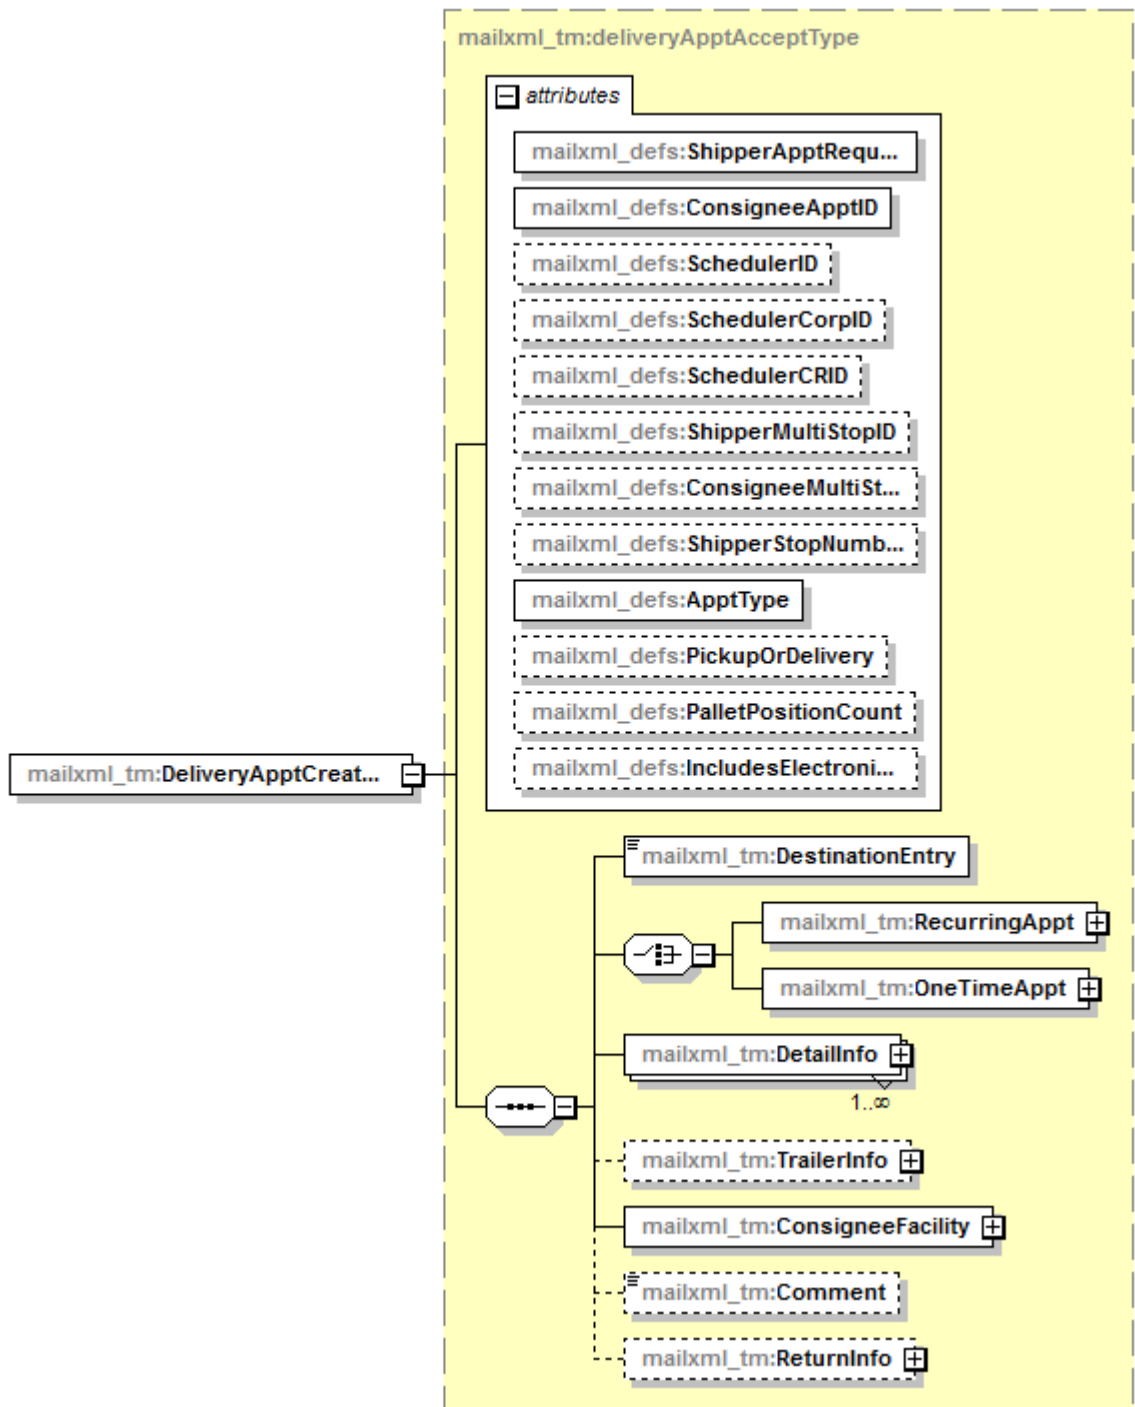 mailxml_tm:deliveryApptAcceptType
attributes
mailxml_defs:ShipperApptRequ...
mailxml_defs:ConsigneeApptID
mailxml_defs:SchedulerID
mailxml_defs:SchedulerCorpID
mailxml_defs:SchedulerCRID
mailxml_defs:ShipperMultiStopID
mailxml_defs:ConsigneeMultiSt...
mailxml_defs:ShipperStopNumb...
mailxml_defs:ApptType
mailxml_defs:PickupOrDelivery
mailxml_defs:PalletPositionCount
mailxml_defs:IncludesElectroni...
mailxml_tm:DeliveryApptCreat...
mailxml_tm:DestinationEntry
mailxml_tm:RecurringAppt
mailxml_tm:OneTimeAppt
mailxml_tm:DetailInfo
1..∞
mailxml_tm:TrailerInfo
mailxml_tm:ConsigneeFacility
mailxml_tm:Comment
mailxml_tm:ReturnInfo